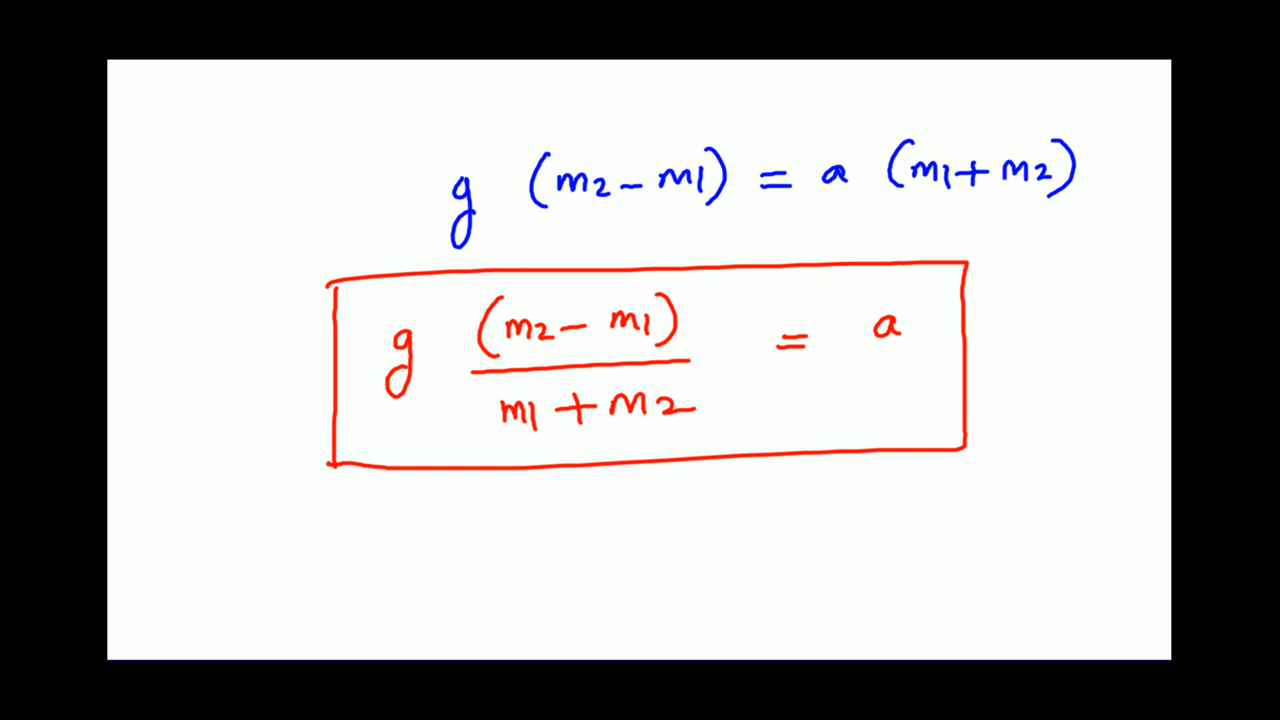 g (m2 - m1) = a (m1 + m2)
g (m2 - m1) / m1 + m2 = a